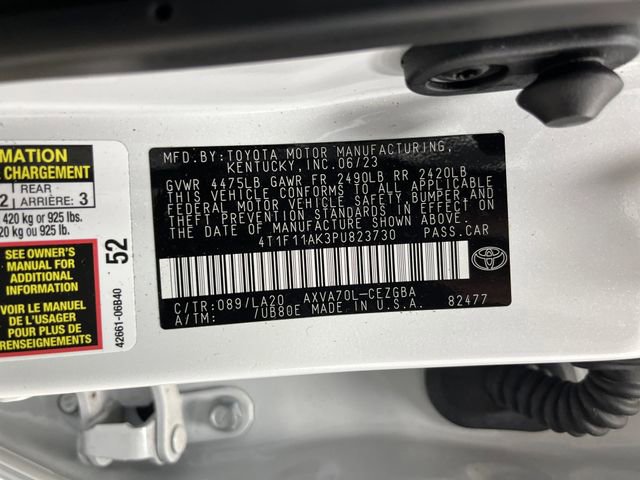 MATION
CHARGEMENT
1 REAR
2 ARRIÈRE: 3
420 kg or 925 lbs.
20 kg ou 925 lb.
SEE OWNER'S
MANUAL FOR
ADDITIONAL
INFORMATION
VOIR LE MANUEL
DE L'USAGER
POUR PLUS DE
RENSEIGNEMENTS
52
42661-06B40
MFD.BY:TOYOTA MOTOR MANUFACTURING,
KENTUCKY, INC.06/23
GVWR 4475LB GAWR FR 2490LB RR 2420LB
THIS VEHICLE CONFORMS TO ALL APPLICABLE
FEDERAL MOTOR VEHICLE SAFETY, BUMPER, AND
THEFT PREVENTION STANDARDS IN EFFECT ON THE
DATE OF MANUFACTURE SHOWN ABOVE.
4T1F11AK3PU823730 PASS.CAR
C/TR:089/LA20 AXVA70L-CEZGBA
A/TM: 7UB80E MADE IN U.S.A. 82477